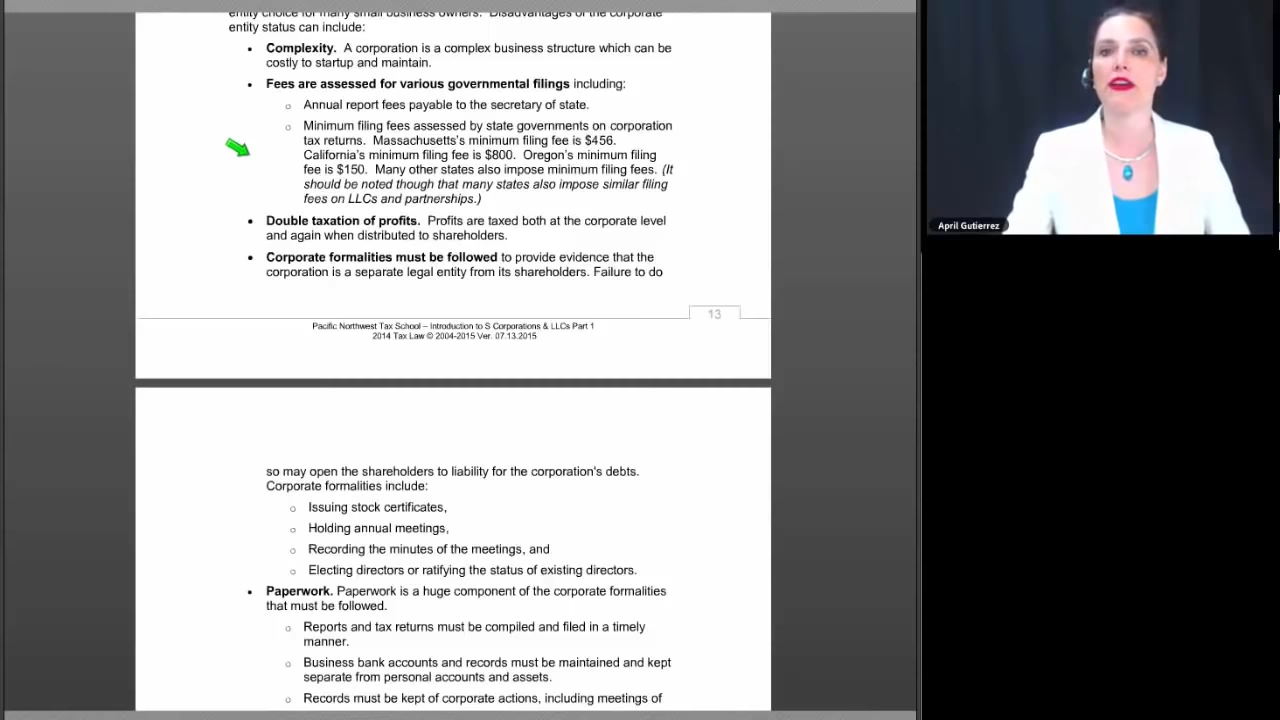 entity choice for many small business owners. Disadvantages of the corporate
entity status can include:
• Complexity. A corporation is a complex business structure which can be
costly to startup and maintain.
• Fees are assessed for various governmental filings including:
o Annual report fees payable to the secretary of state.
o Minimum filing fees assessed by state governments on corporation
tax returns. Massachusetts's minimum filing fee is $456.
California's minimum filing fee is $800. Oregon's minimum filing
fee is $150. Many other states also impose minimum filing fees. (It
should be noted though that many states also impose similar filing
fees on LLCs and partnerships.)
• Double taxation of profits. Profits are taxed both at the corporate level
and again when distributed to shareholders.
• Corporate formalities must be followed to provide evidence that the
corporation is a separate legal entity from its shareholders. Failure to do
13
Pacific Northwest Tax School – Introduction to S Corporations & LLCs Part 1
2014 Tax Law © 2004-2015 Ver. 07.13.2015
so may open the shareholders to liability for the corporation's debts.
Corporate formalities include:
o Issuing stock certificates,
o Holding annual meetings,
o Recording the minutes of the meetings, and
o Electing directors or ratifying the status of existing directors.
• Paperwork. Paperwork is a huge component of the corporate formalities
that must be followed.
o Reports and tax returns must be compiled and filed in a timely
manner.
o Business bank accounts and records must be maintained and kept
separate from personal accounts and assets.
o Records must be kept of corporate actions, including meetings of
April Gutierrez